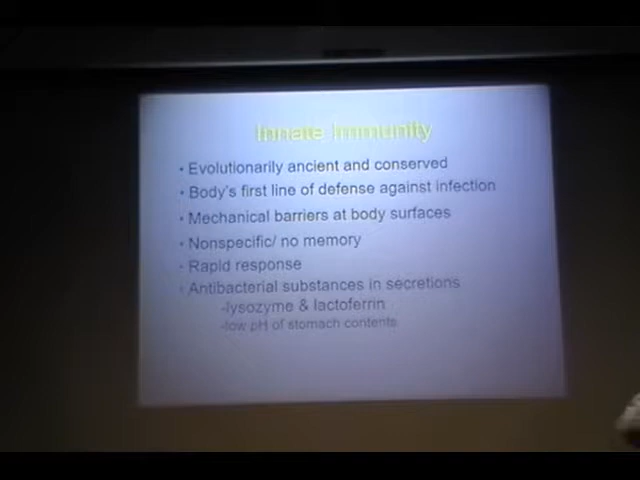 Innate Immunity
• Evolutionarily ancient and conserved
• Body's first line of defense against infection
• Mechanical barriers at body surfaces
• Nonspecific/ no memory
• Rapid response
• Antibacterial substances in secretions
-lysozyme & lactoferrin
-low pH of stomach contents